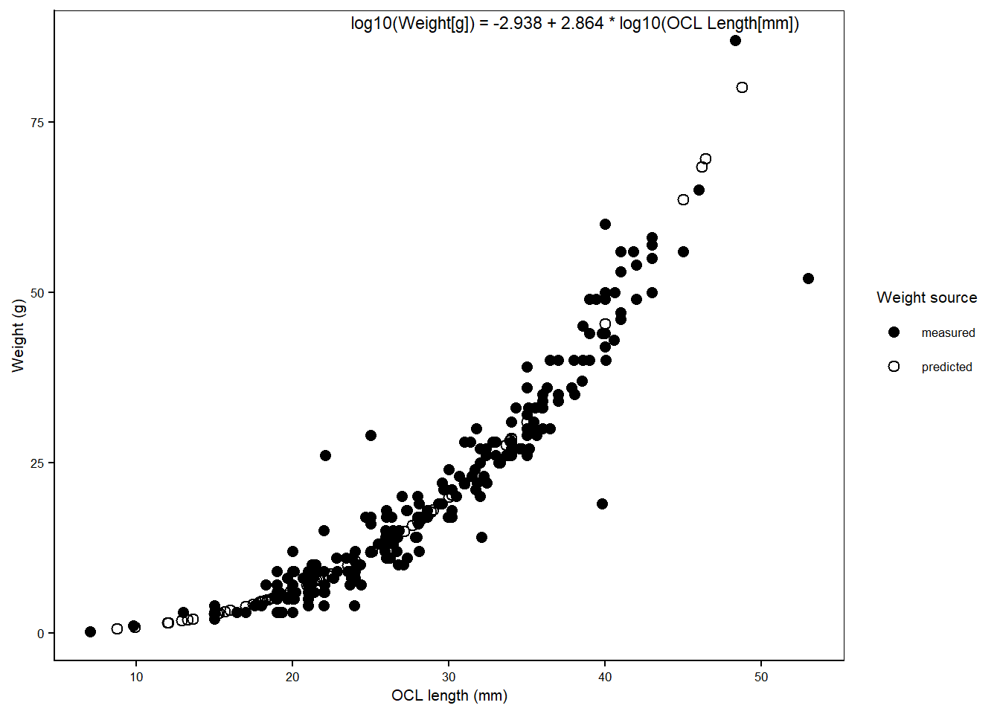 log10(Weight[g]) = -2.938 + 2.864 * log10(OCL Length[mm])
75
50
25
0
Weight (g)
10 20 30 40 50
OCL length (mm)
Weight source
measured
predicted